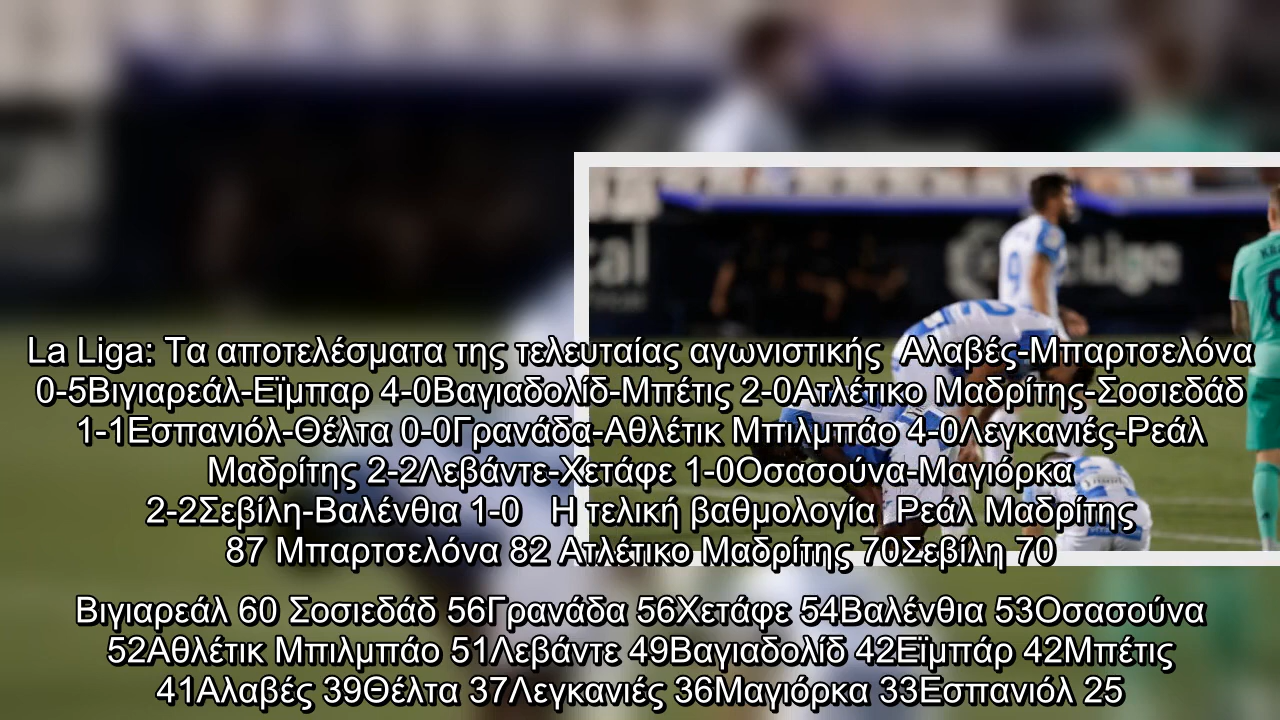 La Liga: Τα αποτελέσματα της τελευταίας αγωνιστικής  Αλαβές-Μπαρτσελόνα
0-5Βιγιαρεάλ-Εϊμπαρ 4-0Βαγιαδολίδ-Μπέτις 2-0Ατλέτικο Μαδρίτης-Σοσιεδάδ
1-1Εσπανιόλ-Θέλτα 0-0Γρανάδα-Αθλέτικ Μπιλμπάο 4-0Λεγκανιές-Ρεάλ
Μαδρίτης 2-2Λεβάντε-Χετάφε 1-0Οσασούνα-Μαγιόρκα
2-2Σεβίλη-Βαλένθια 1-0   Η τελική βαθμολογία  Ρεάλ Μαδρίτης
87 Μπαρτσελόνα 82 Ατλέτικο Μαδρίτης 70Σεβίλη 70
Βιγιαρεάλ 60 Σοσιεδάδ 56Γρανάδα 56Χετάφε 54Βαλένθια 53Οσασούνα
52Αθλέτικ Μπιλμπάο 51Λεβάντε 49Βαγιαδολίδ 42Εϊμπάρ 42Μπέτις
41Αλαβές 39Θέλτα 37Λεγκανιές 36Μαγιόρκα 33Εσπανιόλ 25